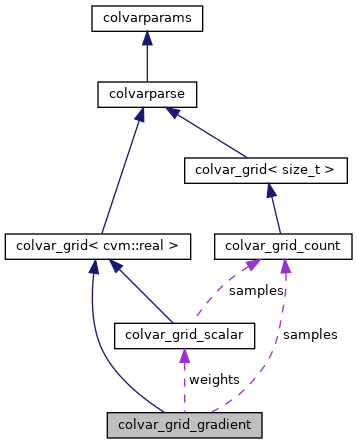 colvarparams
colvarparse
colvar_grid< size_t >
colvar_grid< cvm::real >
colvar_grid_count
samples
colvar_grid_scalar
samples
weights
colvar_grid_gradient